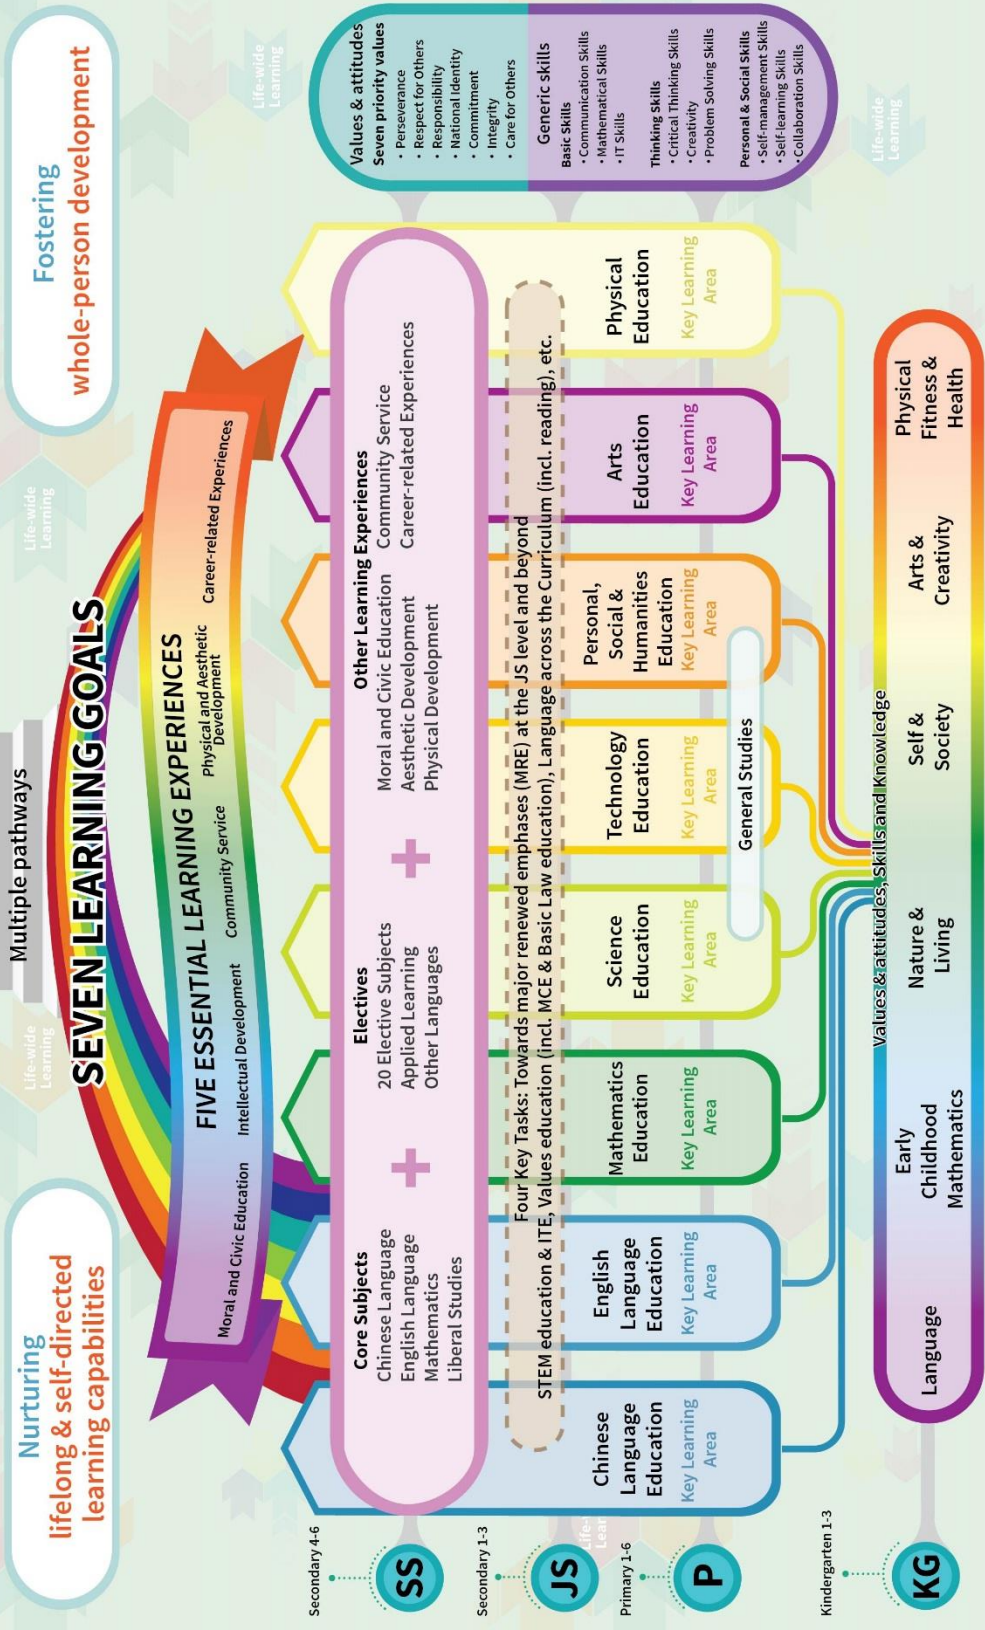 Multiple pathways
Nurturing
lifelong & self-directed
learning capabilities
Fostering
whole-person development
Life-wide
Learning
Life-wide
Learning
Life-wide
Learning
SEVEN LEARNING GOALS
FIVE ESSENTIAL LEARNING EXPERIENCES
Moral and Civic Education
Intellectual Development
Community Service
Physical and Aesthetic
Development
Career-related Experiences
Secondary 4-6
SS
Core Subjects
Chinese Language
English Language
Mathematics
Liberal Studies
+
Electives
20 Elective Subjects
Applied Learning
Other Languages
+
Other Learning Experiences
Moral and Civic Education
Aesthetic Development
Physical Development
Community Service
Career-related Experiences
Secondary 1-3
JS
Four Key Tasks: Towards major renewed emphases (MRE) at the JS level and beyond
STEM education & ITE, Values education (incl. MCE & Basic Law education), Language across the Curriculum (incl. reading), etc.
Primary 1-6
P
Chinese
Language
Education
Key Learning
Area
English
Language
Education
Key Learning
Area
Mathematics
Education
Key Learning
Area
Science
Education
Key Learning
Area
Technology
Education
Key Learning
Area
Personal,
Social &
Humanities
Education
Key Learning
Area
Arts
Education
Key Learning
Area
Physical
Education
Key Learning
Area
General Studies
Values & attitudes
Seven priority values
• Perseverance
• Respect for Others
• Responsibility
• National Identity
• Commitment
• Integrity
• Care for Others
Generic skills
Basic Skills
• Communication Skills
• Mathematical Skills
• IT Skills
Thinking Skills
• Critical Thinking Skills
• Creativity
• Problem Solving Skills
Personal & Social Skills
• Self-management Skills
• Self-learning Skills
• Collaboration Skills
Life-wide
Learning
Kindergarten 1-3
KG
Values & attitudes, Skills and Knowledge
Language
Early
Childhood
Mathematics
Nature &
Living
Self &
Society
Arts &
Creativity
Physical
Fitness &
Health